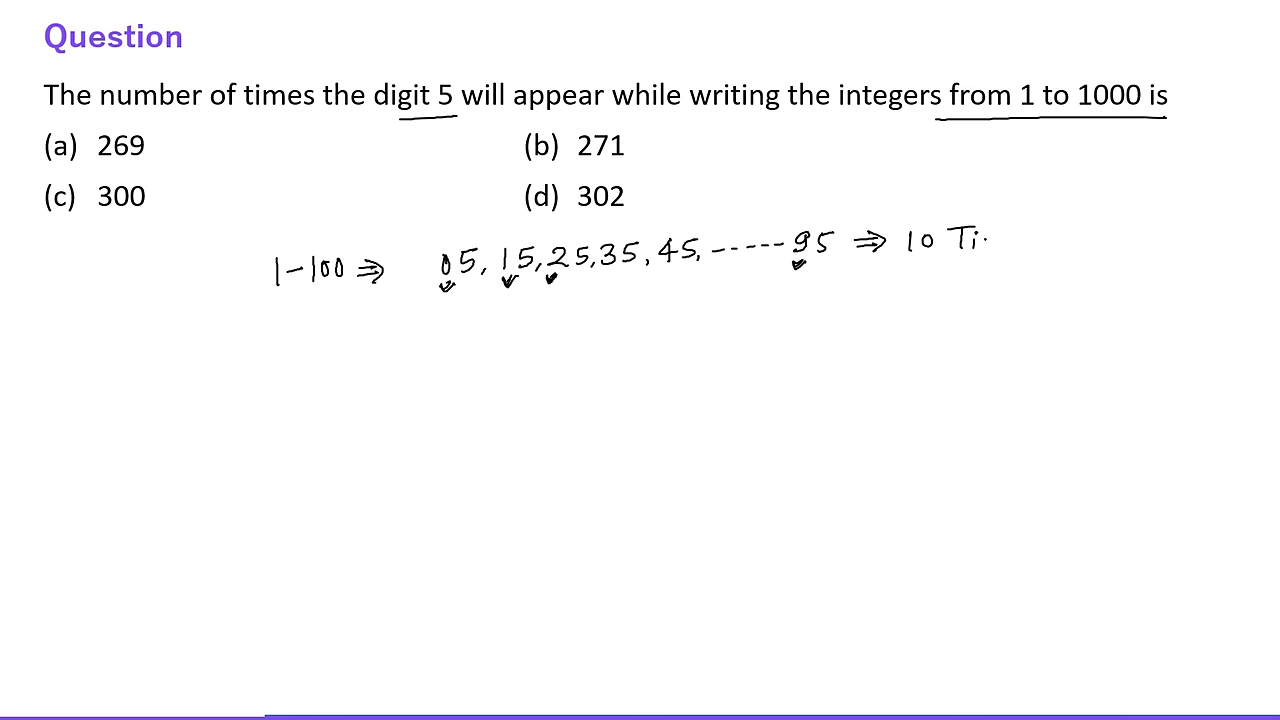 Question
The number of times the digit 5 will appear while writing the integers from 1 to 1000 is
(a) 269 (b) 271
(c) 300 (d) 302
1-100 ⇒ 05, 15, 25, 35, 45, ------ 95 ⇒ 10 Ti.